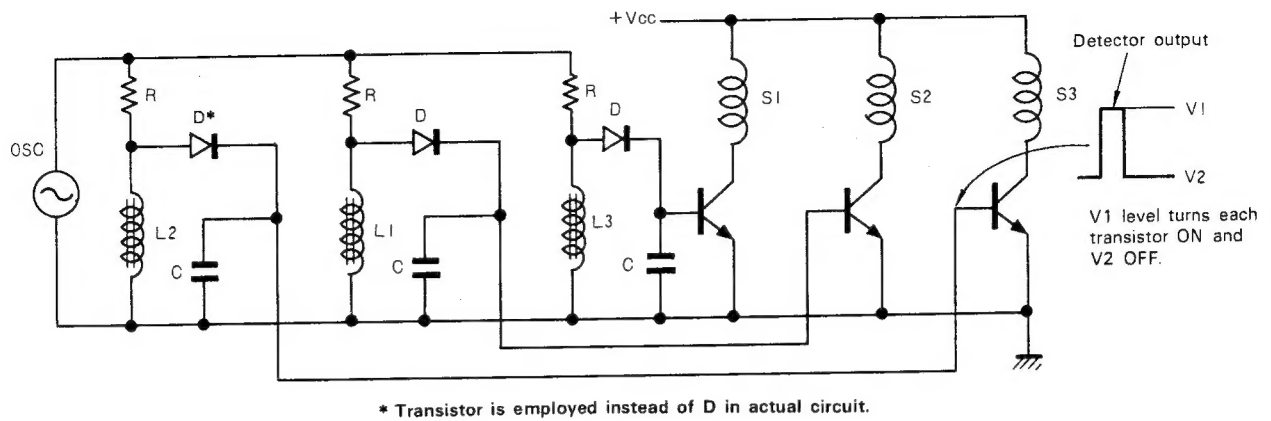 +Vcc
Detector output
R
R
R
S1
S2
S3
D*
D
D
V1
OSC
V2
L2
L1
L3
C
C
C
V1 level turns each
transistor ON and
V2 OFF.
* Transistor is employed instead of D in actual circuit.